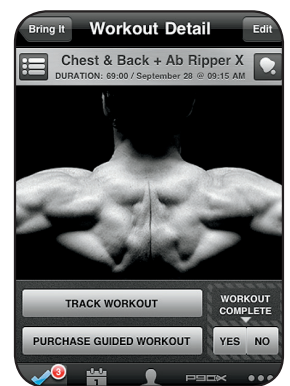 Bring It
Workout Detail
Edit
Chest & Back + Ab Ripper X
DURATION: 69:00 / September 28 @ 09:15 AM
TRACK WORKOUT
WORKOUT
COMPLETE
PURCHASE GUIDED WORKOUT
YES NO
3
1
P90X